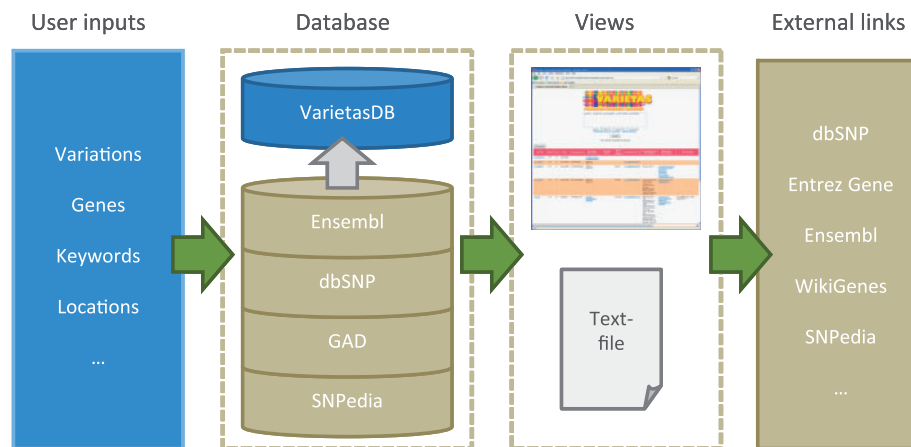 User inputs
Database
Views
External links
Variations
Genes
Keywords
Locations
...
VarietasDB
Ensembl
dbSNP
GAD
SNPedia
VARIETAS
Text-
file
dbSNP
Entrez Gene
Ensembl
WikiGenes
SNPedia
...